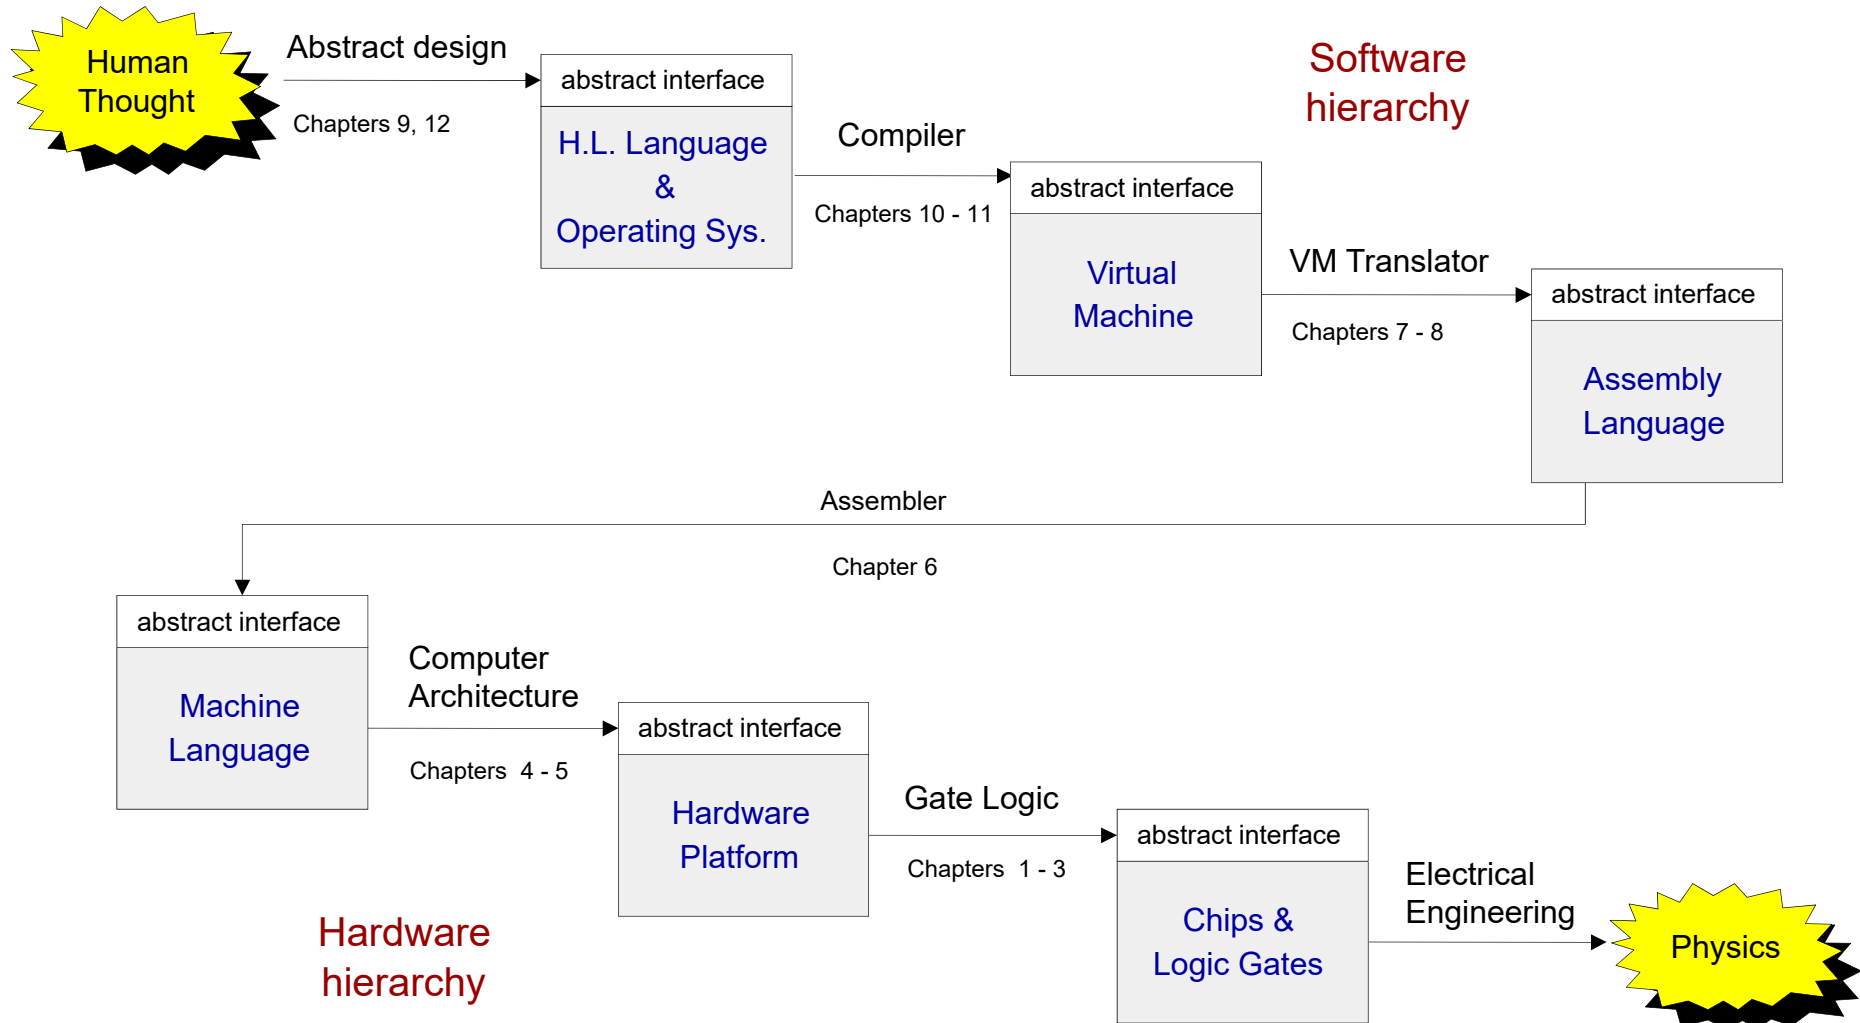 Human
Thought
Abstract design
Chapters 9, 12
abstract interface
H.L. Language
&
Operating Sys.
Software
hierarchy
Compiler
Chapters 10 - 11
abstract interface
Virtual
Machine
VM Translator
Chapters 7 - 8
abstract interface
Assembly
Language
Assembler
Chapter 6
abstract interface
Machine
Language
Computer
Architecture
Chapters 4 - 5
abstract interface
Hardware
Platform
Gate Logic
Chapters 1 - 3
abstract interface
Chips &
Logic Gates
Electrical
Engineering
Physics
Hardware
hierarchy